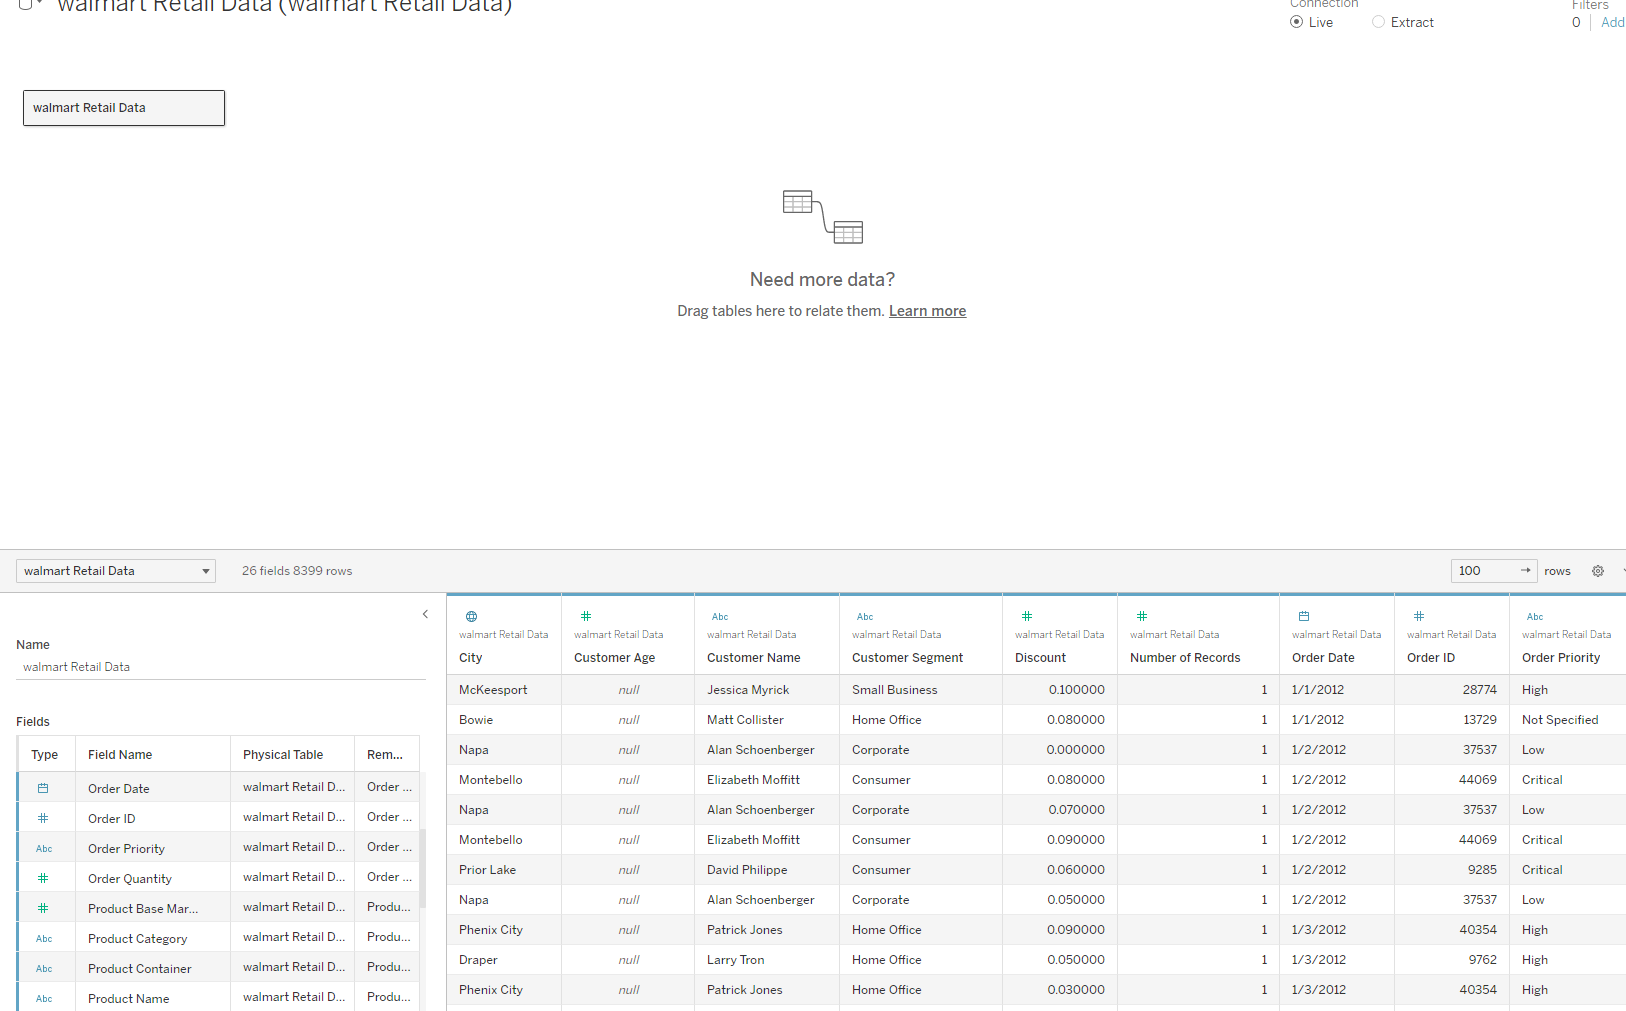 walmart Retail Data (walmart Retail Data)
Connection
Live Extract
Filters
0 Add
walmart Retail Data
Need more data?
Drag tables here to relate them. Learn more
walmart Retail Data
26 fields 8399 rows
100 → rows
Name
walmart Retail Data
Fields
Type Field Name Physical Table Rem...
Order Date walmart Retail D... Order ...
# Order ID walmart Retail D... Order ...
Abc Order Priority walmart Retail D... Order ...
# Order Quantity walmart Retail D... Order ...
# Product Base Mar... walmart Retail D... Produ...
Abc Product Category walmart Retail D... Produ...
Abc Product Container walmart Retail D... Produ...
Abc Product Name walmart Retail D... Produ...
# Abc Abc # # # Abc
walmart Retail Data walmart Retail Data walmart Retail Data walmart Retail Data walmart Retail Data walmart Retail Data walmart Retail Data walmart Retail Data walmart Retail Data
City Customer Age Customer Name Customer Segment Discount Number of Records Order Date Order ID Order Priority
McKeesport null Jessica Myrick Small Business 0.100000 1 1/1/2012 28774 High
Bowie null Matt Collister Home Office 0.080000 1 1/1/2012 13729 Not Specified
Napa null Alan Schoenberger Corporate 0.000000 1 1/2/2012 37537 Low
Montebello null Elizabeth Moffitt Consumer 0.080000 1 1/2/2012 44069 Critical
Napa null Alan Schoenberger Corporate 0.070000 1 1/2/2012 37537 Low
Montebello null Elizabeth Moffitt Consumer 0.090000 1 1/2/2012 44069 Critical
Prior Lake null David Philippe Consumer 0.060000 1 1/2/2012 9285 Critical
Napa null Alan Schoenberger Corporate 0.050000 1 1/2/2012 37537 Low
Phenix City null Patrick Jones Home Office 0.090000 1 1/3/2012 40354 High
Draper null Larry Tron Home Office 0.050000 1 1/3/2012 9762 High
Phenix City null Patrick Jones Home Office 0.030000 1 1/3/2012 40354 High